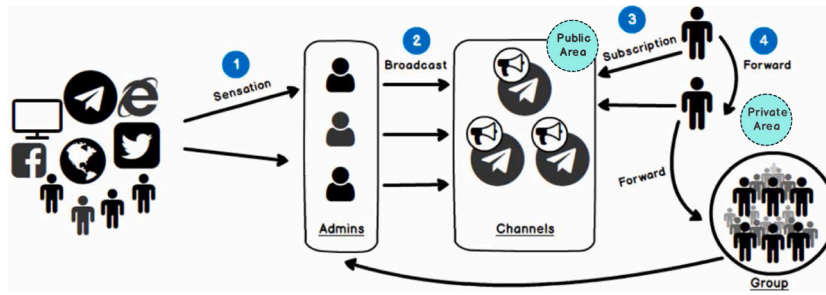 1
Sensation
2
Broadcast
Public
Area
3
Subscription
4
Forward
Private
Area
Forward
Admins
Channels
Group